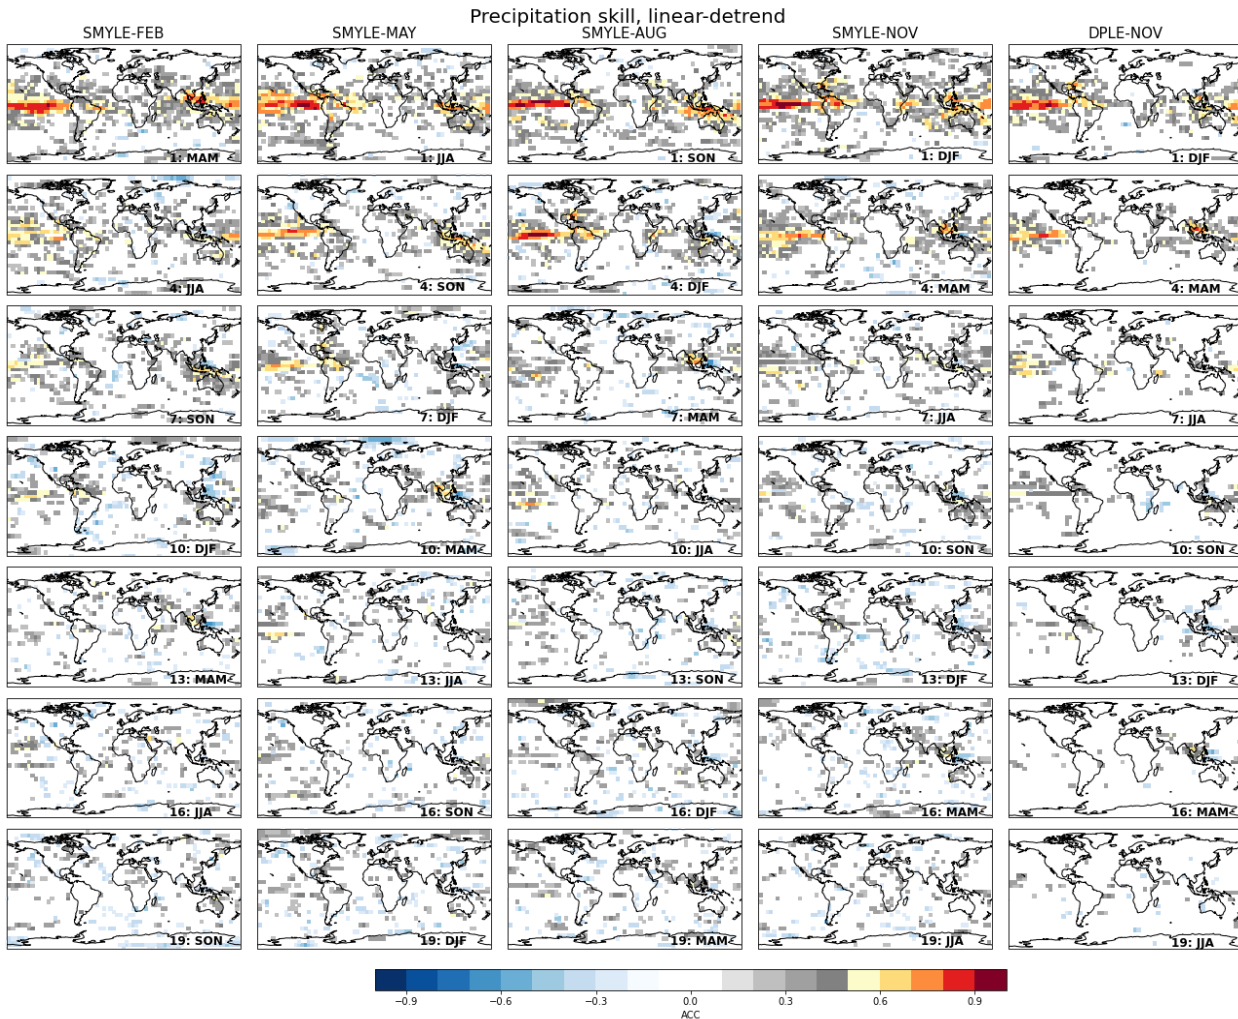 Precipitation skill, linear-detrend
SMYLE-FEB SMYLE-MAY SMYLE-AUG SMYLE-NOV DPLE-NOV
1: MAM 1: JJA 1: SON 1: DJF 1: DJF
4: JJA 4: SON 4: DJF 4: MAM 4: MAM
7: SON 7: DJF 7: MAM 7: JJA 7: JJA
10: DJF 10: MAM 10: JJA 10: SON 10: SON
13: MAM 13: JJA 13: SON 13: DJF 13: DJF
16: JJA 16: SON 16: DJF 16: MAM 16: MAM
19: SON 19: DJF 19: MAM 19: JJA 19: JJA
−0.9 −0.6 −0.3 0.0 0.3 0.6 0.9
ACC